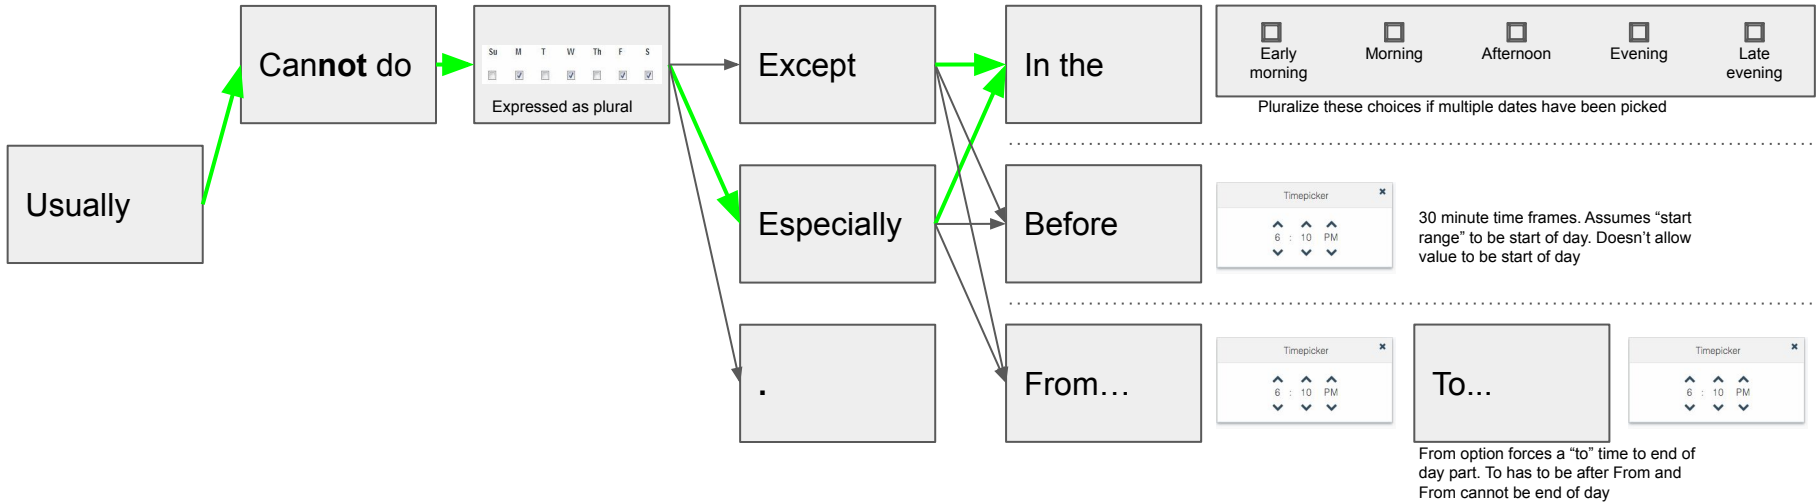 Usually
Cannot do
Su M T W Th F S
Expressed as plural
Except
Especially
.
In the
Early
morning
Morning
Afternoon
Evening
Late
evening
Pluralize these choices if multiple dates have been picked
Before
Timepicker
6 : 10 PM
30 minute time frames. Assumes “start
range” to be start of day. Doesn’t allow
value to be start of day
From…
Timepicker
6 : 10 PM
To...
Timepicker
6 : 10 PM
From option forces a “to” time to end of
day part. To has to be after From and
From cannot be end of day